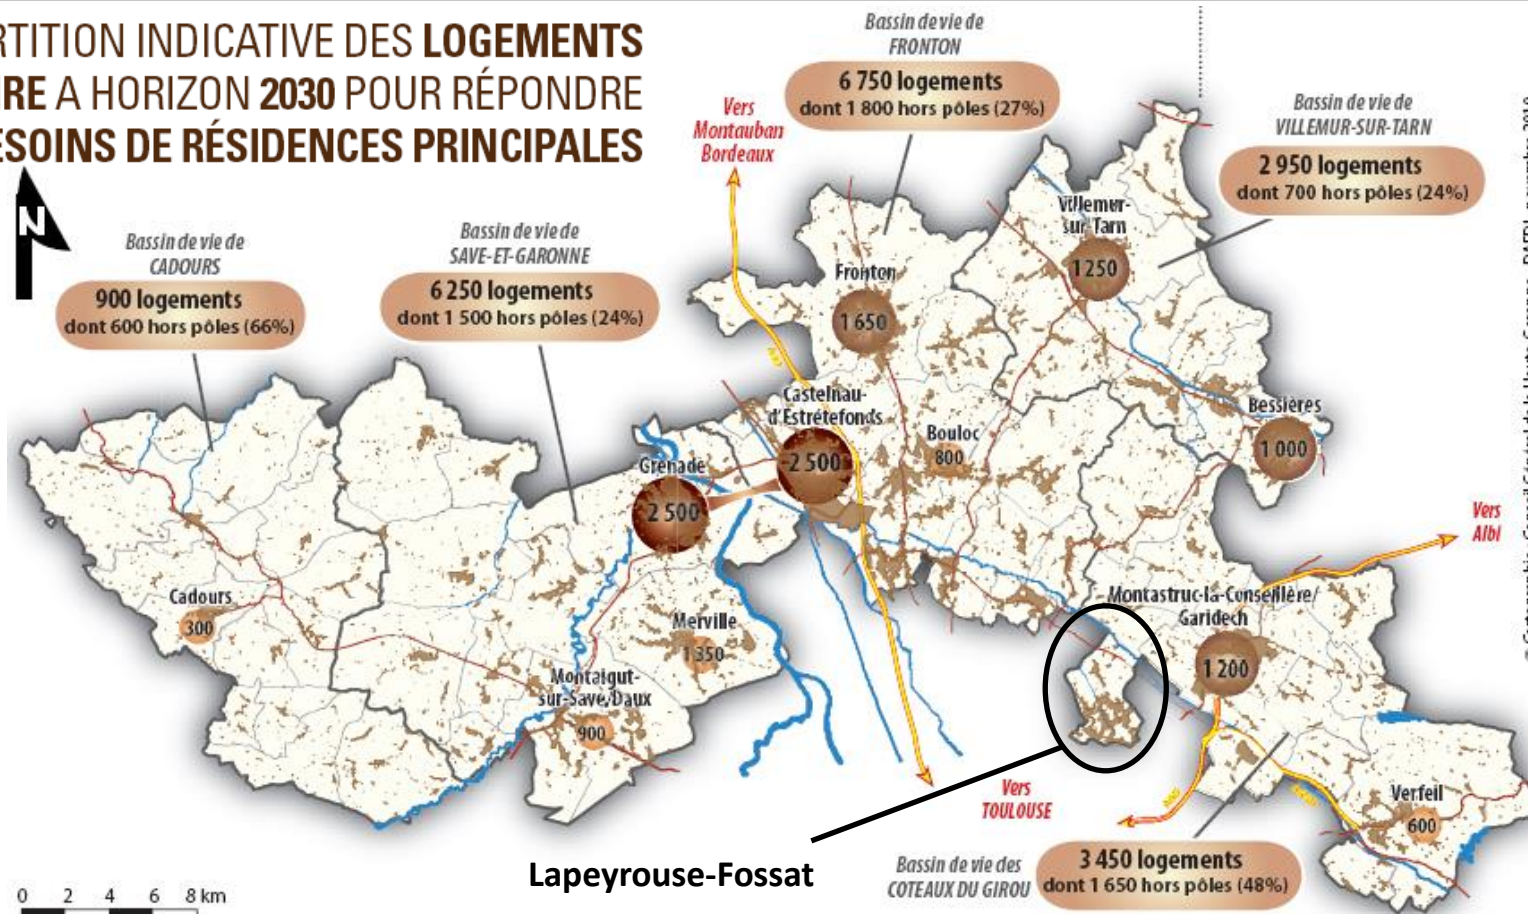 RTITION INDICATIVE DES LOGEMENTS
IRE A HORIZON 2030 POUR RÉPONDRE
ESOINS DE RÉSIDENCES PRINCIPALES
N
Bassin de vie de
FRONTON
6 750 logements
dont 1 800 hors pôles (27%)
Vers
Montauban
Bordeaux
Bassin de vie de
VILLEMUR-SUR-TARN
2 950 logements
dont 700 hors pôles (24%)
Bassin de vie de
CADOURS
900 logements
dont 600 hors pôles (66%)
Bassin de vie de
SAVE-ET-GARONNE
6 250 logements
dont 1 500 hors pôles (24%)
Villemur-
sur-Tarn
1 250
Fronton
1 650
Castelnau-
d'Estrétefonds
2 500
Bouloc
800
Bessières
1 000
Grenade
2 500
Vers
Albi
Cadours
300
Merville
1 350
Montaigut-
sur-Save/Daux
900
Montastruc-la-Conseillère/
Garidech
1 200
Vers
TOULOUSE
Verfeil
600
Lapeyrouse-Fossat
Bassin de vie des
COTEAUX DU GIROU
3 450 logements
dont 1 650 hors pôles (48%)
0 2 4 6 8 km